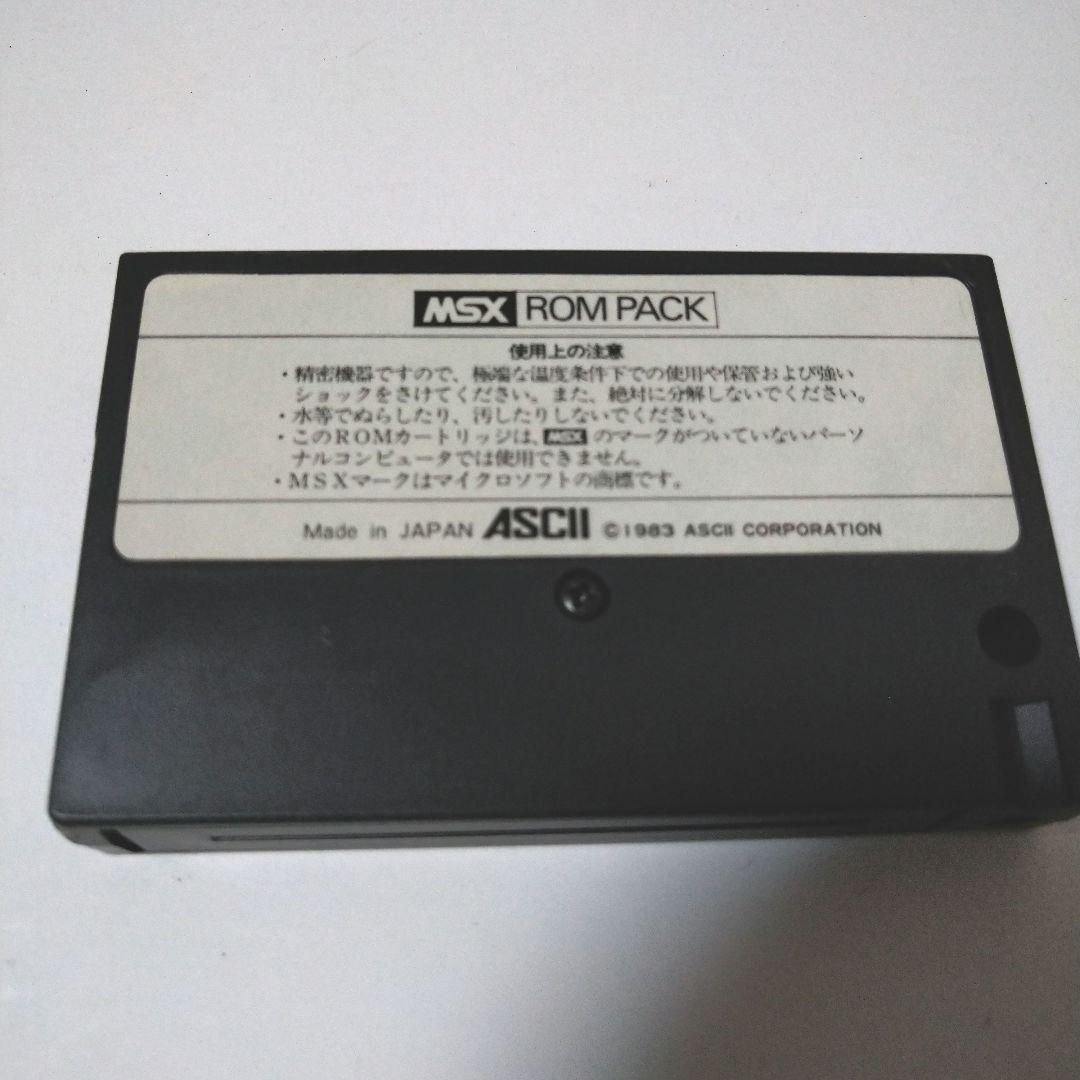 MSX ROM PACK
使用上の注意
・精密機器ですので、極端な温度条件下での使用や保管および強い
ショックをさけてください。また、絶対に分解しないでください。
・水等でぬらしたり、汚したりしないでください。
・このROMカートリッジは、MSXのマークがついていないパーソ
ナルコンピュータでは使用できません。
・MSXマークはマイクロソフトの商標です。
Made in JAPAN ASCII ©1983 ASCII CORPORATION